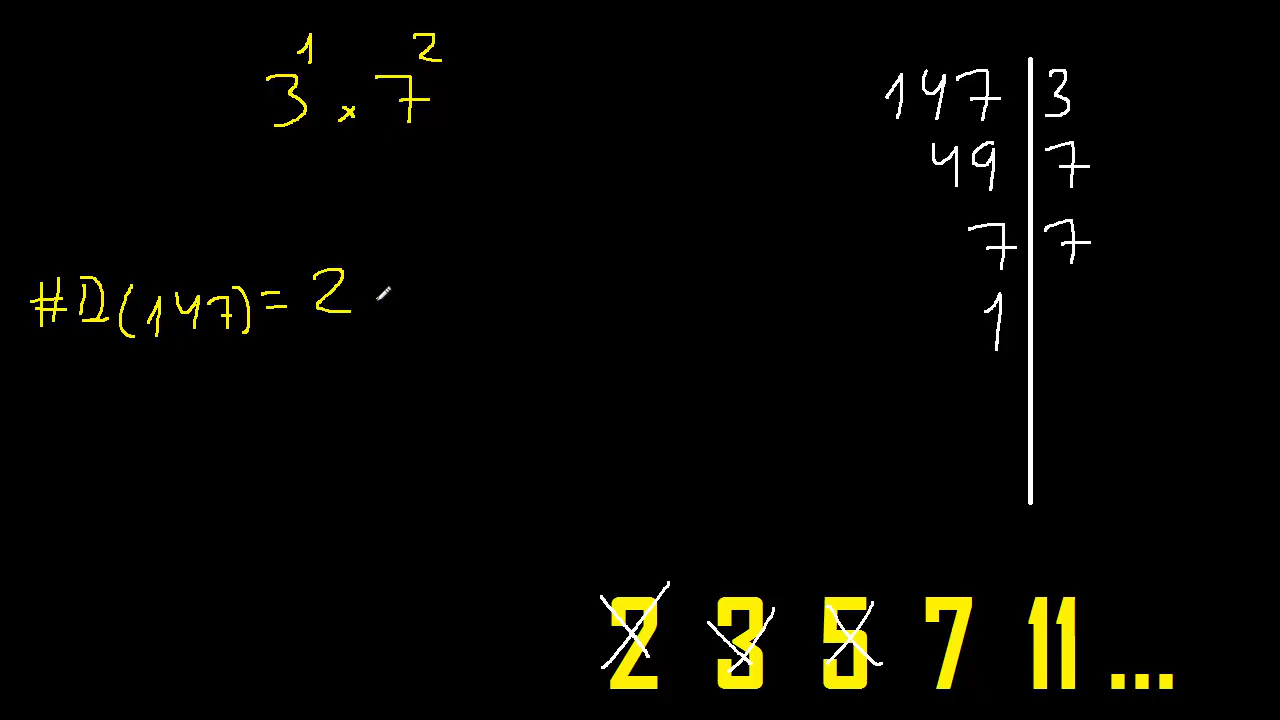 3¹ × 7²
147 | 3
49 | 7
7 | 7
1
#D(147) = 2
2 3 5 7 11 ...